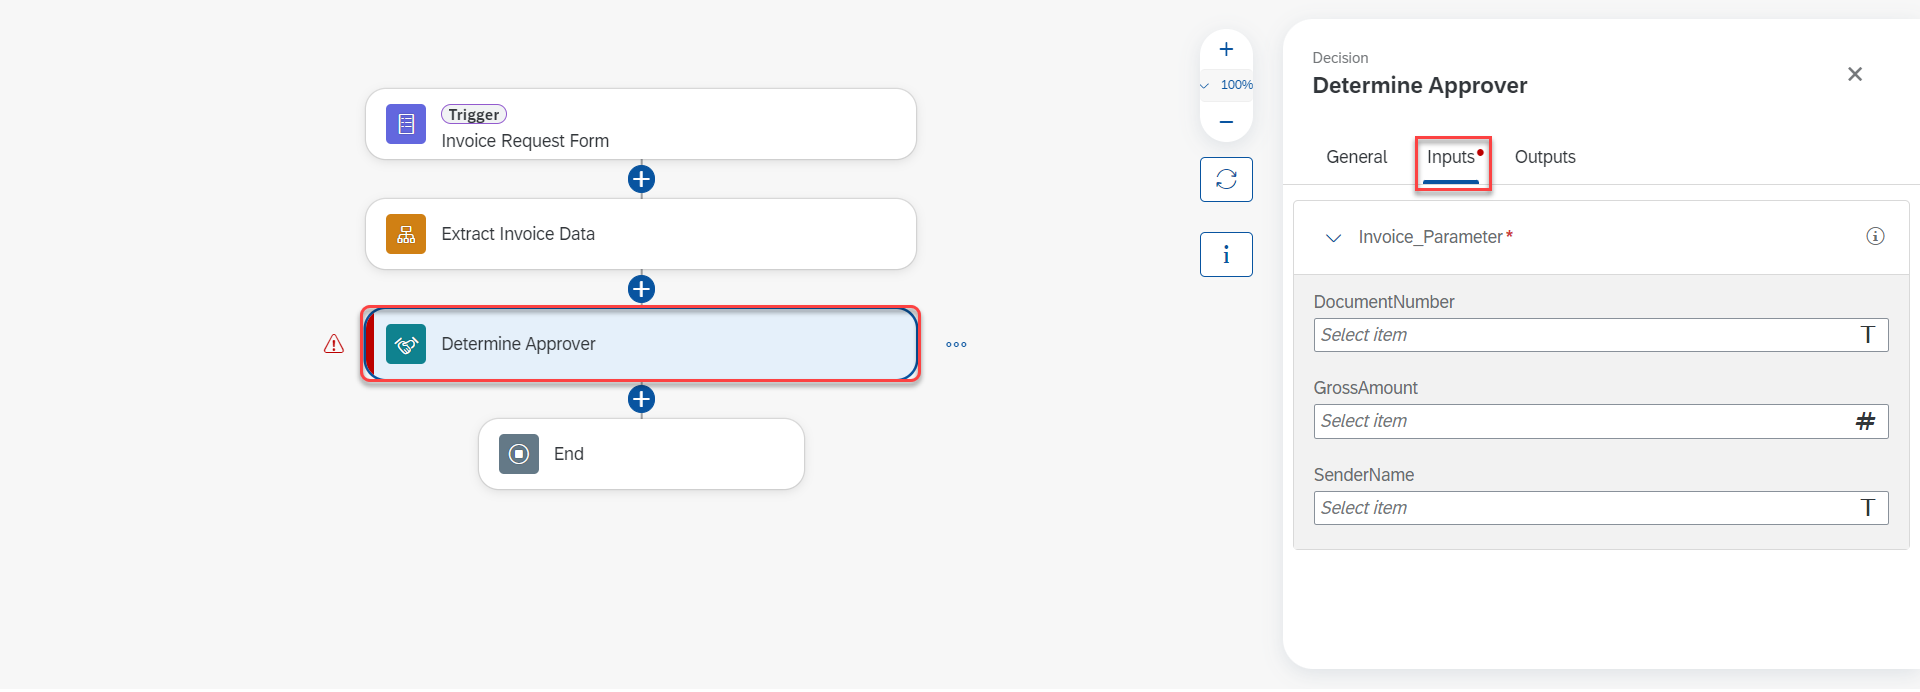 Trigger
Invoice Request Form
Extract Invoice Data
Determine Approver
End
100%
Decision
Determine Approver
General
Inputs
Outputs
Invoice_Parameter*
DocumentNumber
Select item
T
GrossAmount
Select item
#
SenderName
Select item
T